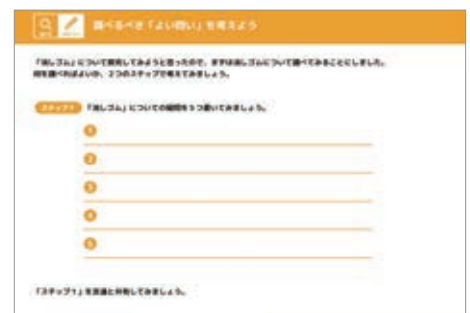 調べるべき「よい問い」を考えよう
「消しゴム」について探究してみようと思ったので、まずは消しゴムについて調べてみることにしました。
何を調べればよいか、2つのステップで考えてみましょう。
ステップ1 「消しゴム」についての疑問を5つ書いてみましょう。
1
2
3
4
5
「ステップ1」を友達と共有してみましょう。